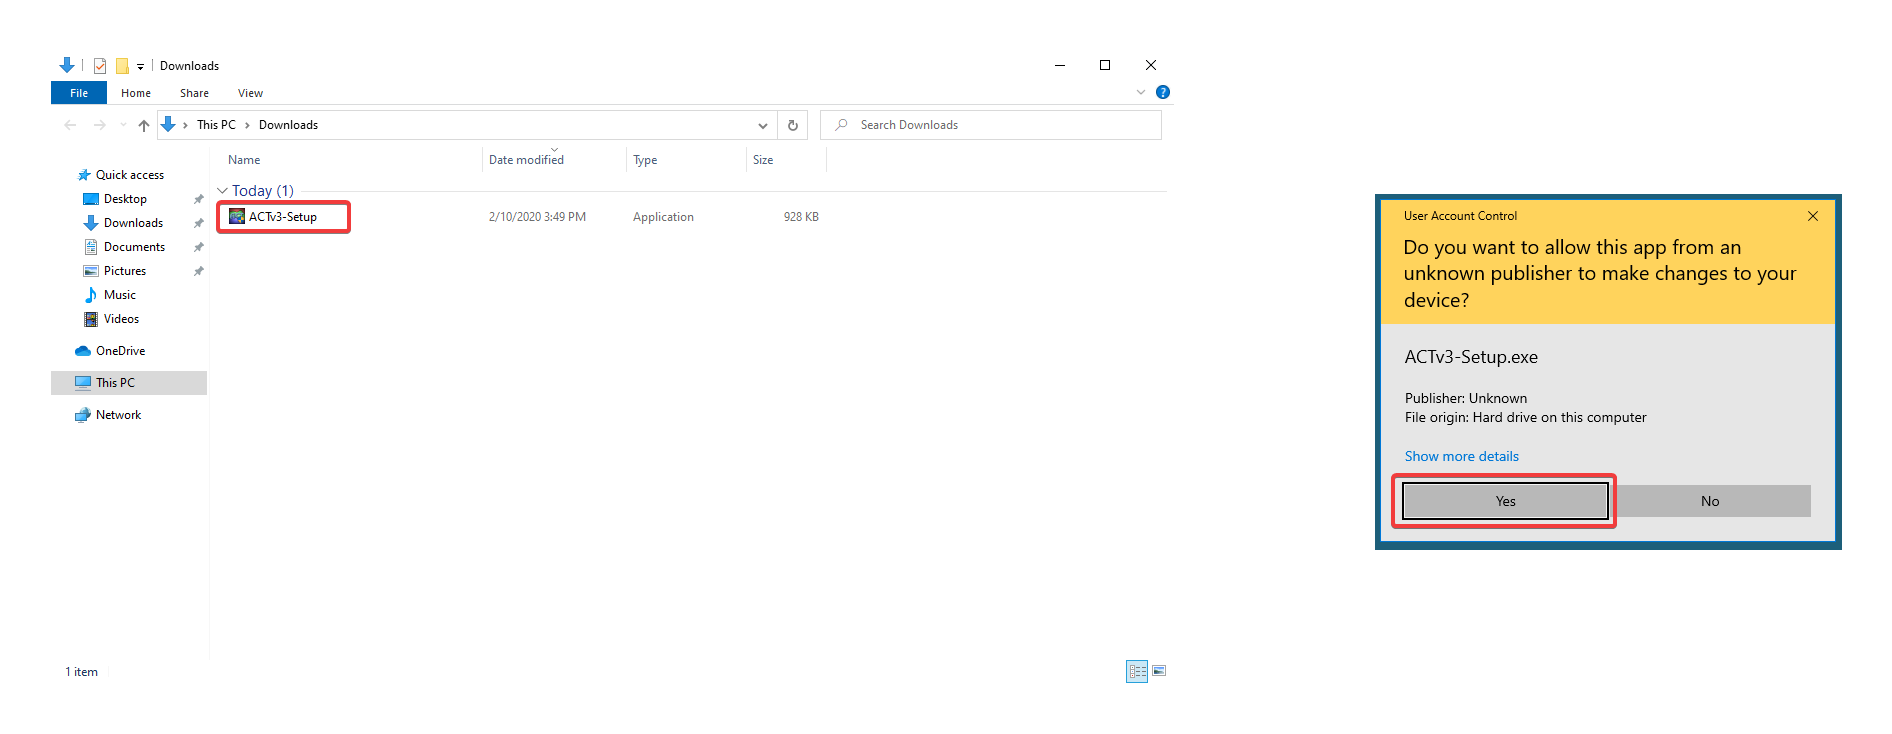 Downloads
File Home Share View
This PC Downloads Search Downloads
Name Date modified Type Size
Quick access
Today (1)
Desktop
ACTv3-Setup 2/10/2020 3:49 PM Application 928 KB
Downloads
Documents
Pictures
Music
Videos
OneDrive
This PC
Network
1 item
User Account Control
Do you want to allow this app from an
unknown publisher to make changes to your
device?
ACTv3-Setup.exe
Publisher: Unknown
File origin: Hard drive on this computer
Show more details
Yes No